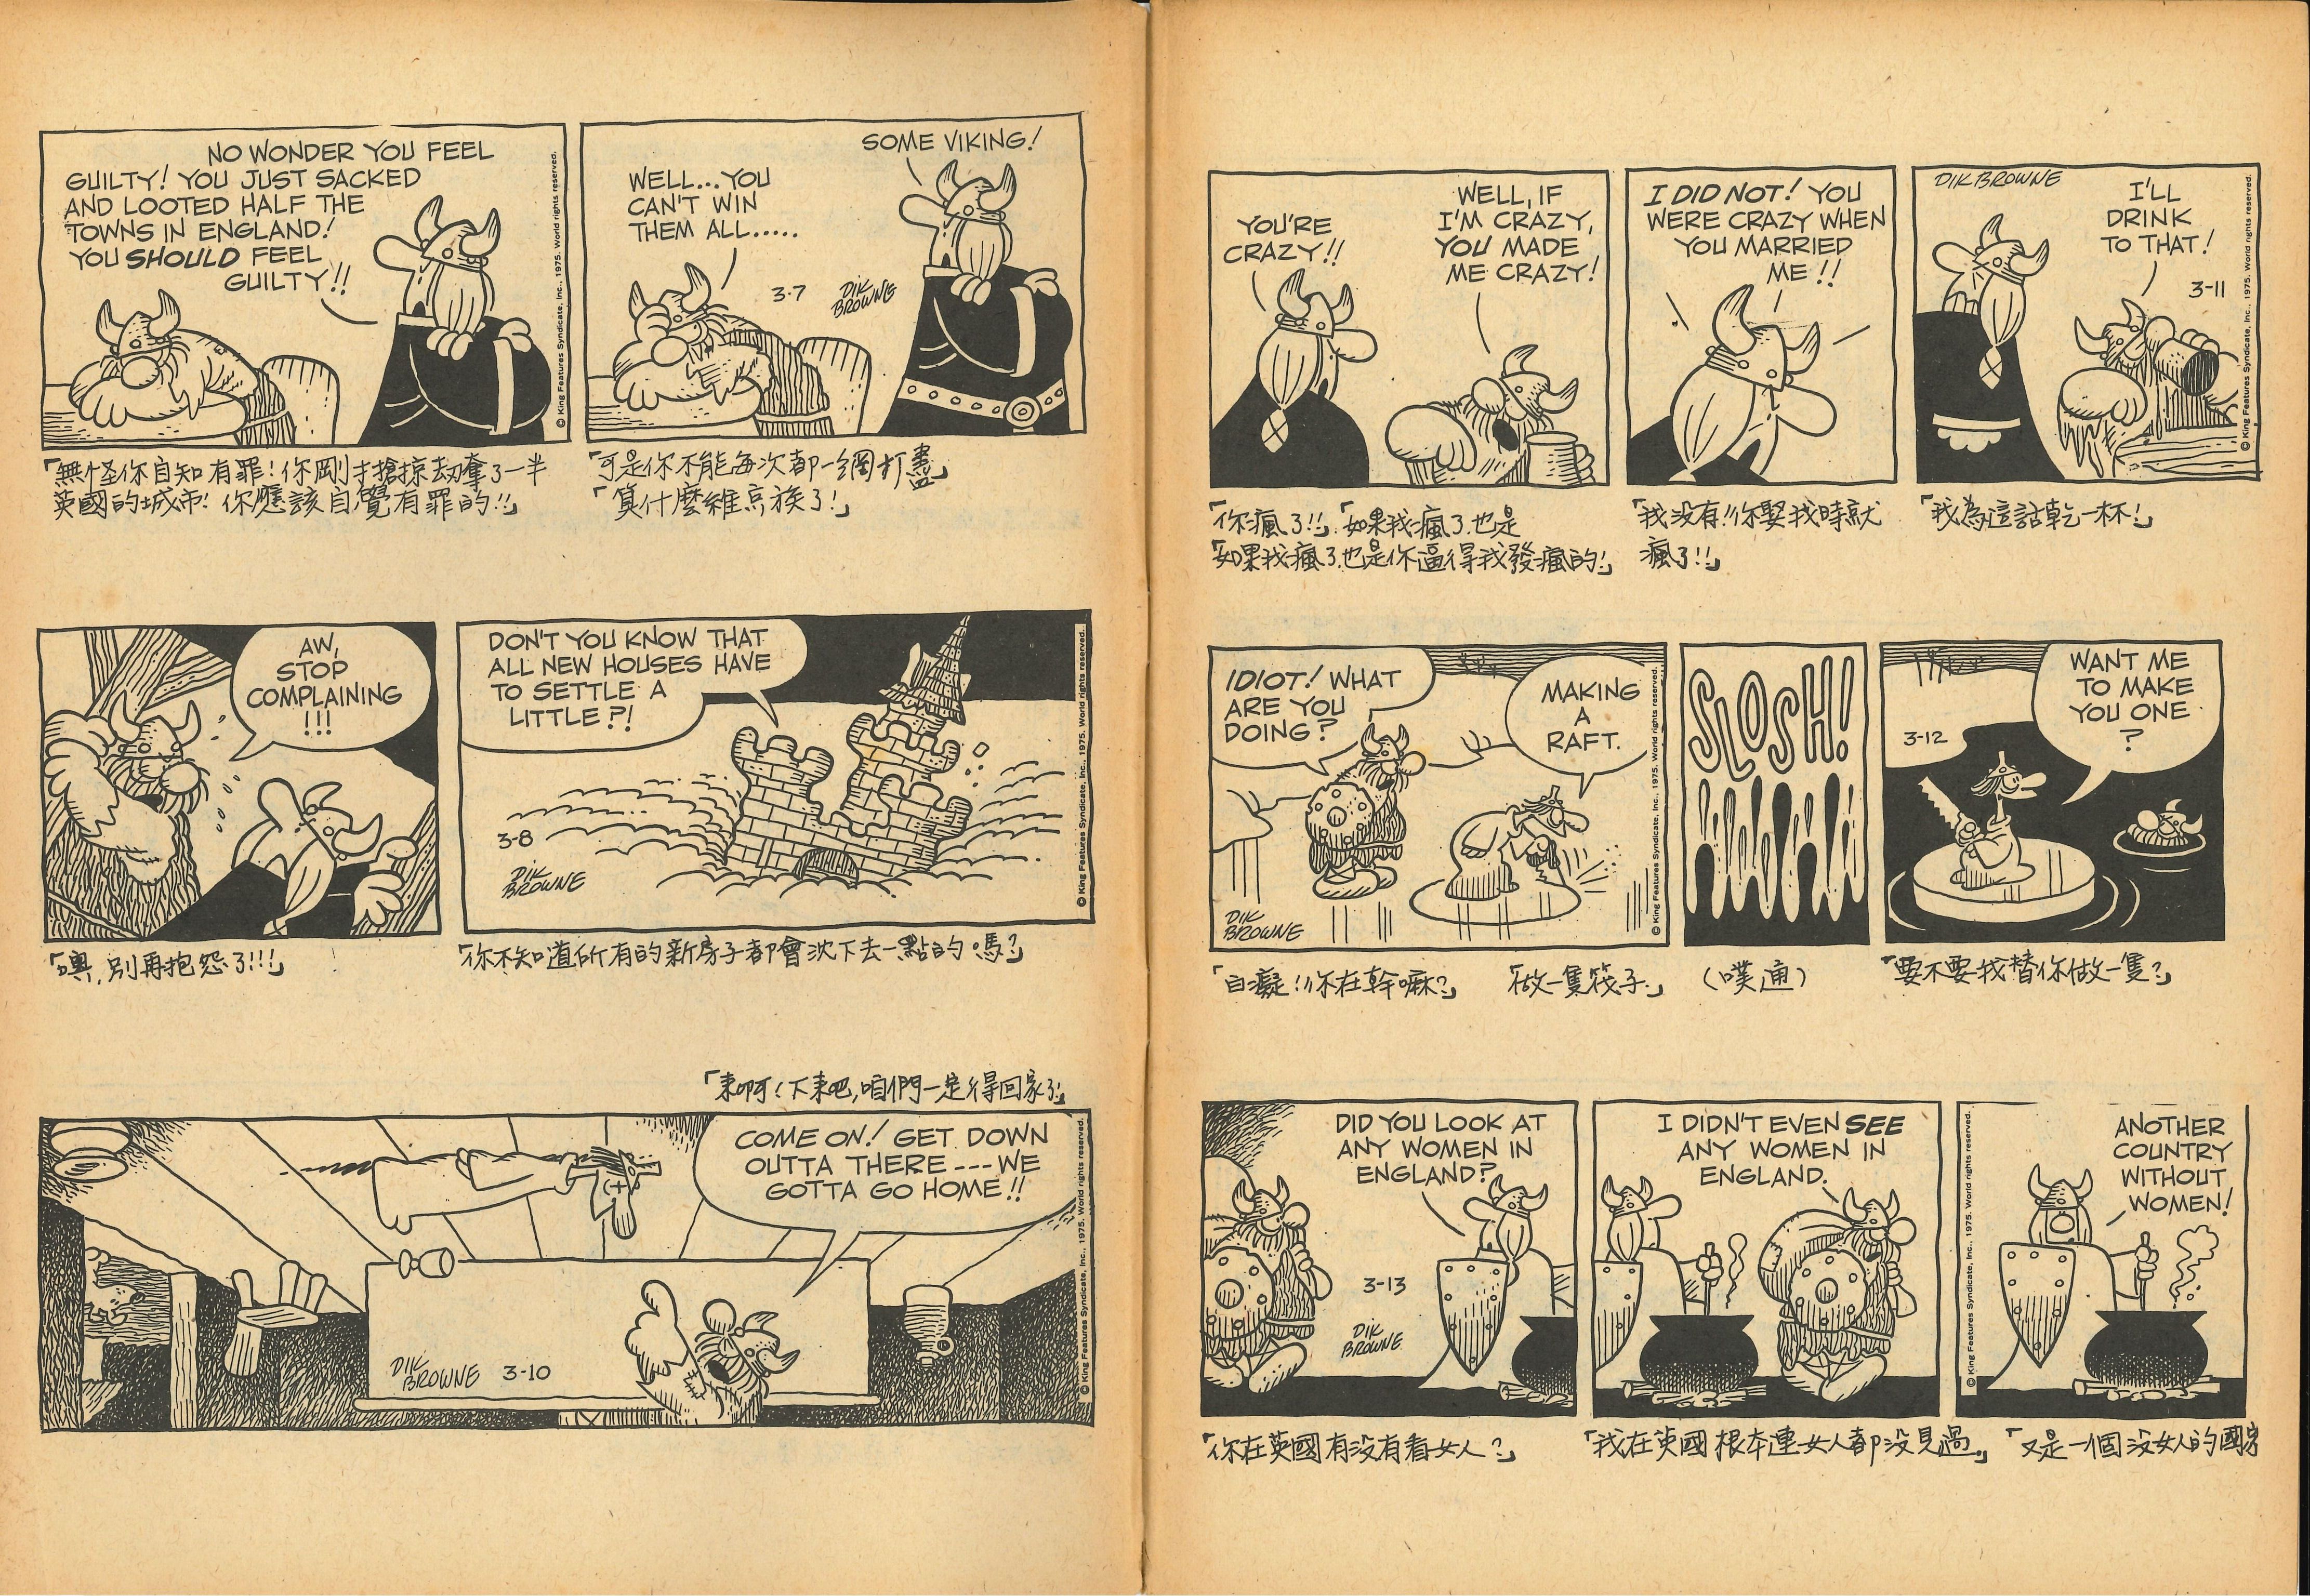 NO WONDER YOU FEEL
GUILTY! YOU JUST SACKED
AND LOOTED HALF THE
TOWNS IN ENGLAND!
YOU SHOULD FEEL
GUILTY!!
© King Features Syndicate, Inc., 1975. World rights reserved.
WELL...YOU
CAN'T WIN
THEM ALL.....
SOME VIKING!
3-7
DIK
BROWNE
「無怪你自知有罪!你剛才搶掠劫奪了一半
英國的城市!你應該自覺有罪的!!」
「可是你不能每次都一網打盡」
「算什麼維京族了!」
AW,
STOP
COMPLAINING
!!!
DON'T YOU KNOW THAT
ALL NEW HOUSES HAVE
TO SETTLE A
LITTLE?!
3-8
DIK
BROWNE
© King Features Syndicate, Inc., 1975. World rights reserved.
「噢,別再抱怨了!!!」
「你不知道所有的新房子都會沈下去一點的嗎?」
「來啊!下來吧,咱們一定得回家了!」
COME ON! GET DOWN
OUTTA THERE---WE
GOTTA GO HOME!!
DIK
BROWNE
3-10
© King Features Syndicate, Inc., 1975. World rights reserved.
YOU'RE
CRAZY!!
WELL, IF
I'M CRAZY,
YOU MADE
ME CRAZY!
I DID NOT! YOU
WERE CRAZY WHEN
YOU MARRIED
ME!!
DIK BROWNE
I'LL
DRINK
TO THAT!
3-11
© King Features Syndicate, Inc., 1975. World rights reserved.
「你瘋了!!」「如果我瘋了也是
「如果我瘋了也是你逼得我發瘋的!」
「我没有!!你娶我時就
瘋了!!」
「我為這話乾一杯!」
IDIOT! WHAT
ARE YOU
DOING?
MAKING
A
RAFT.
DIK
BROWNE
© King Features Syndicate, Inc., 1975. World rights reserved.
SLOSH!
3-12
WANT ME
TO MAKE
YOU ONE
?
「白癡!!你在幹嘛?」
「做一隻筏子」
(噗通)
「要不要我替你做一隻?」
DID YOU LOOK AT
ANY WOMEN IN
ENGLAND?
3-13
DIK
BROWNE
I DIDN'T EVEN SEE
ANY WOMEN IN
ENGLAND.
© King Features Syndicate, Inc., 1975. World rights reserved.
ANOTHER
COUNTRY
WITHOUT
WOMEN!
「你在英國有没有看女人?」
「我在英國根本連女人都没見過」
「又是一個没女人的國家